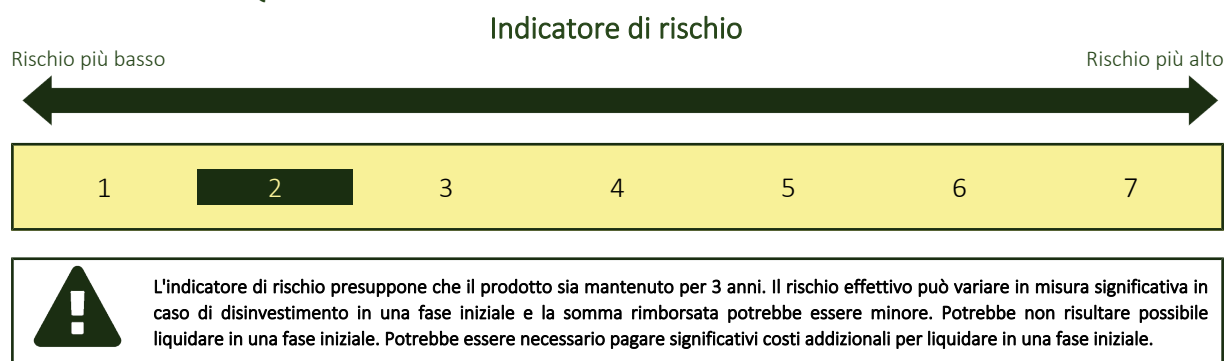 Indicatore di rischio
Rischio più basso
Rischio più alto
1 2 3 4 5 6 7
L'indicatore di rischio presuppone che il prodotto sia mantenuto per 3 anni. Il rischio effettivo può variare in misura significativa in
caso di disinvestimento in una fase iniziale e la somma rimborsata potrebbe essere minore. Potrebbe non risultare possibile
liquidare in una fase iniziale. Potrebbe essere necessario pagare significativi costi addizionali per liquidare in una fase iniziale.